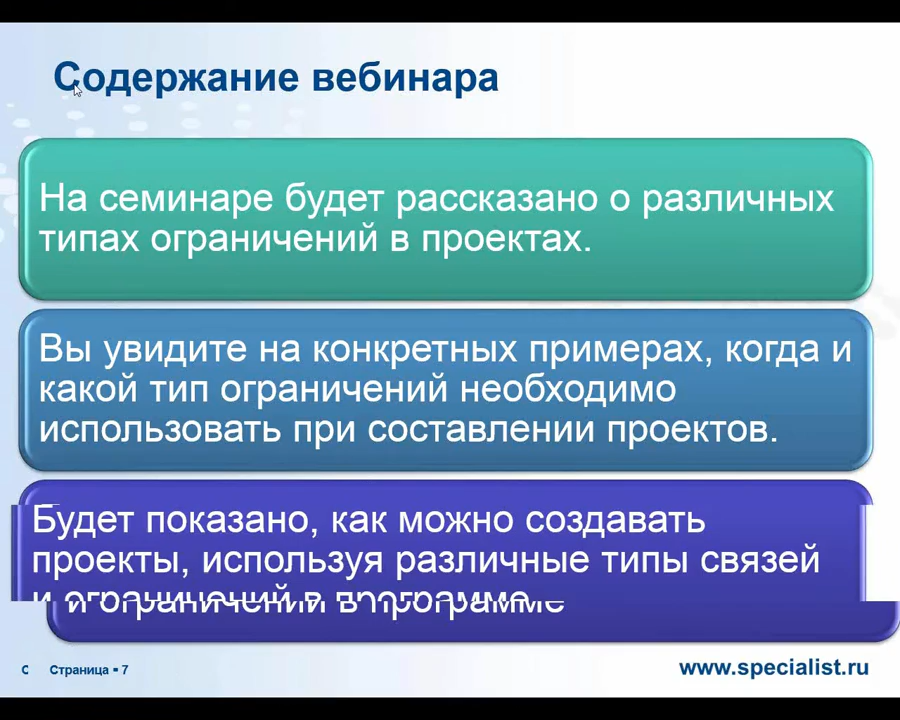 Содержание вебинара
На семинаре будет рассказано о различных
типах ограничений в проектах.
Вы увидите на конкретных примерах, когда и
какой тип ограничений необходимо
использовать при составлении проектов.
Будет показано, как можно создавать
проекты, используя различные типы связей
и ограничений в программе
С Страница ▪ 7
www.specialist.ru